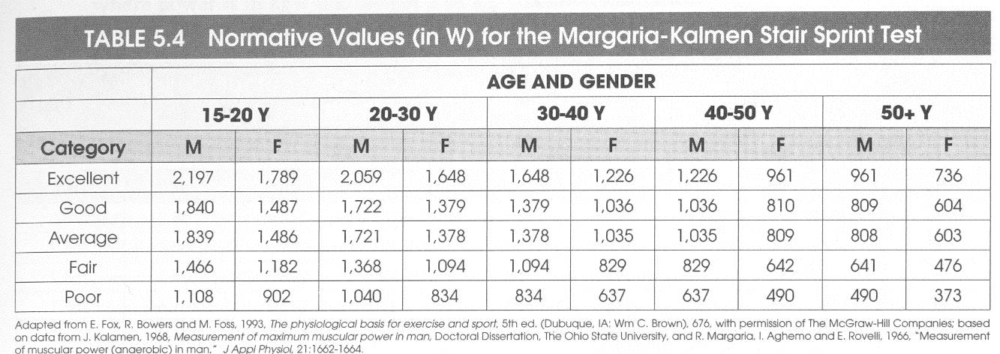 TABLE 5.4 Normative Values (in W) for the Margaria-Kalmen Stair Sprint Test
AGE AND GENDER
15-20 Y 20-30 Y 30-40 Y 40-50 Y 50+ Y
Category M F M F M F M F M F
Excellent 2,197 1,789 2,059 1,648 1,648 1,226 1,226 961 961 736
Good 1,840 1,487 1,722 1,379 1,379 1,036 1,036 810 809 604
Average 1,839 1,486 1,721 1,378 1,378 1,035 1,035 809 808 603
Fair 1,466 1,182 1,368 1,094 1,094 829 829 642 641 476
Poor 1,108 902 1,040 834 834 637 637 490 490 373
Adapted from E. Fox, R. Bowers and M. Foss, 1993, The physiological basis for exercise and sport, 5th ed. (Dubuque, IA: Wm C. Brown), 676, with permission of The McGraw-Hill Companies; based
on data from J. Kalamen, 1968, Measurement of maximum muscular power in man, Doctoral Dissertation, The Ohio State University, and R. Margaria, I. Aghemo and E. Rovelli, 1966, "Measurement
of muscular power (anaerobic) in man," J Appl Physiol, 21:1662-1664.